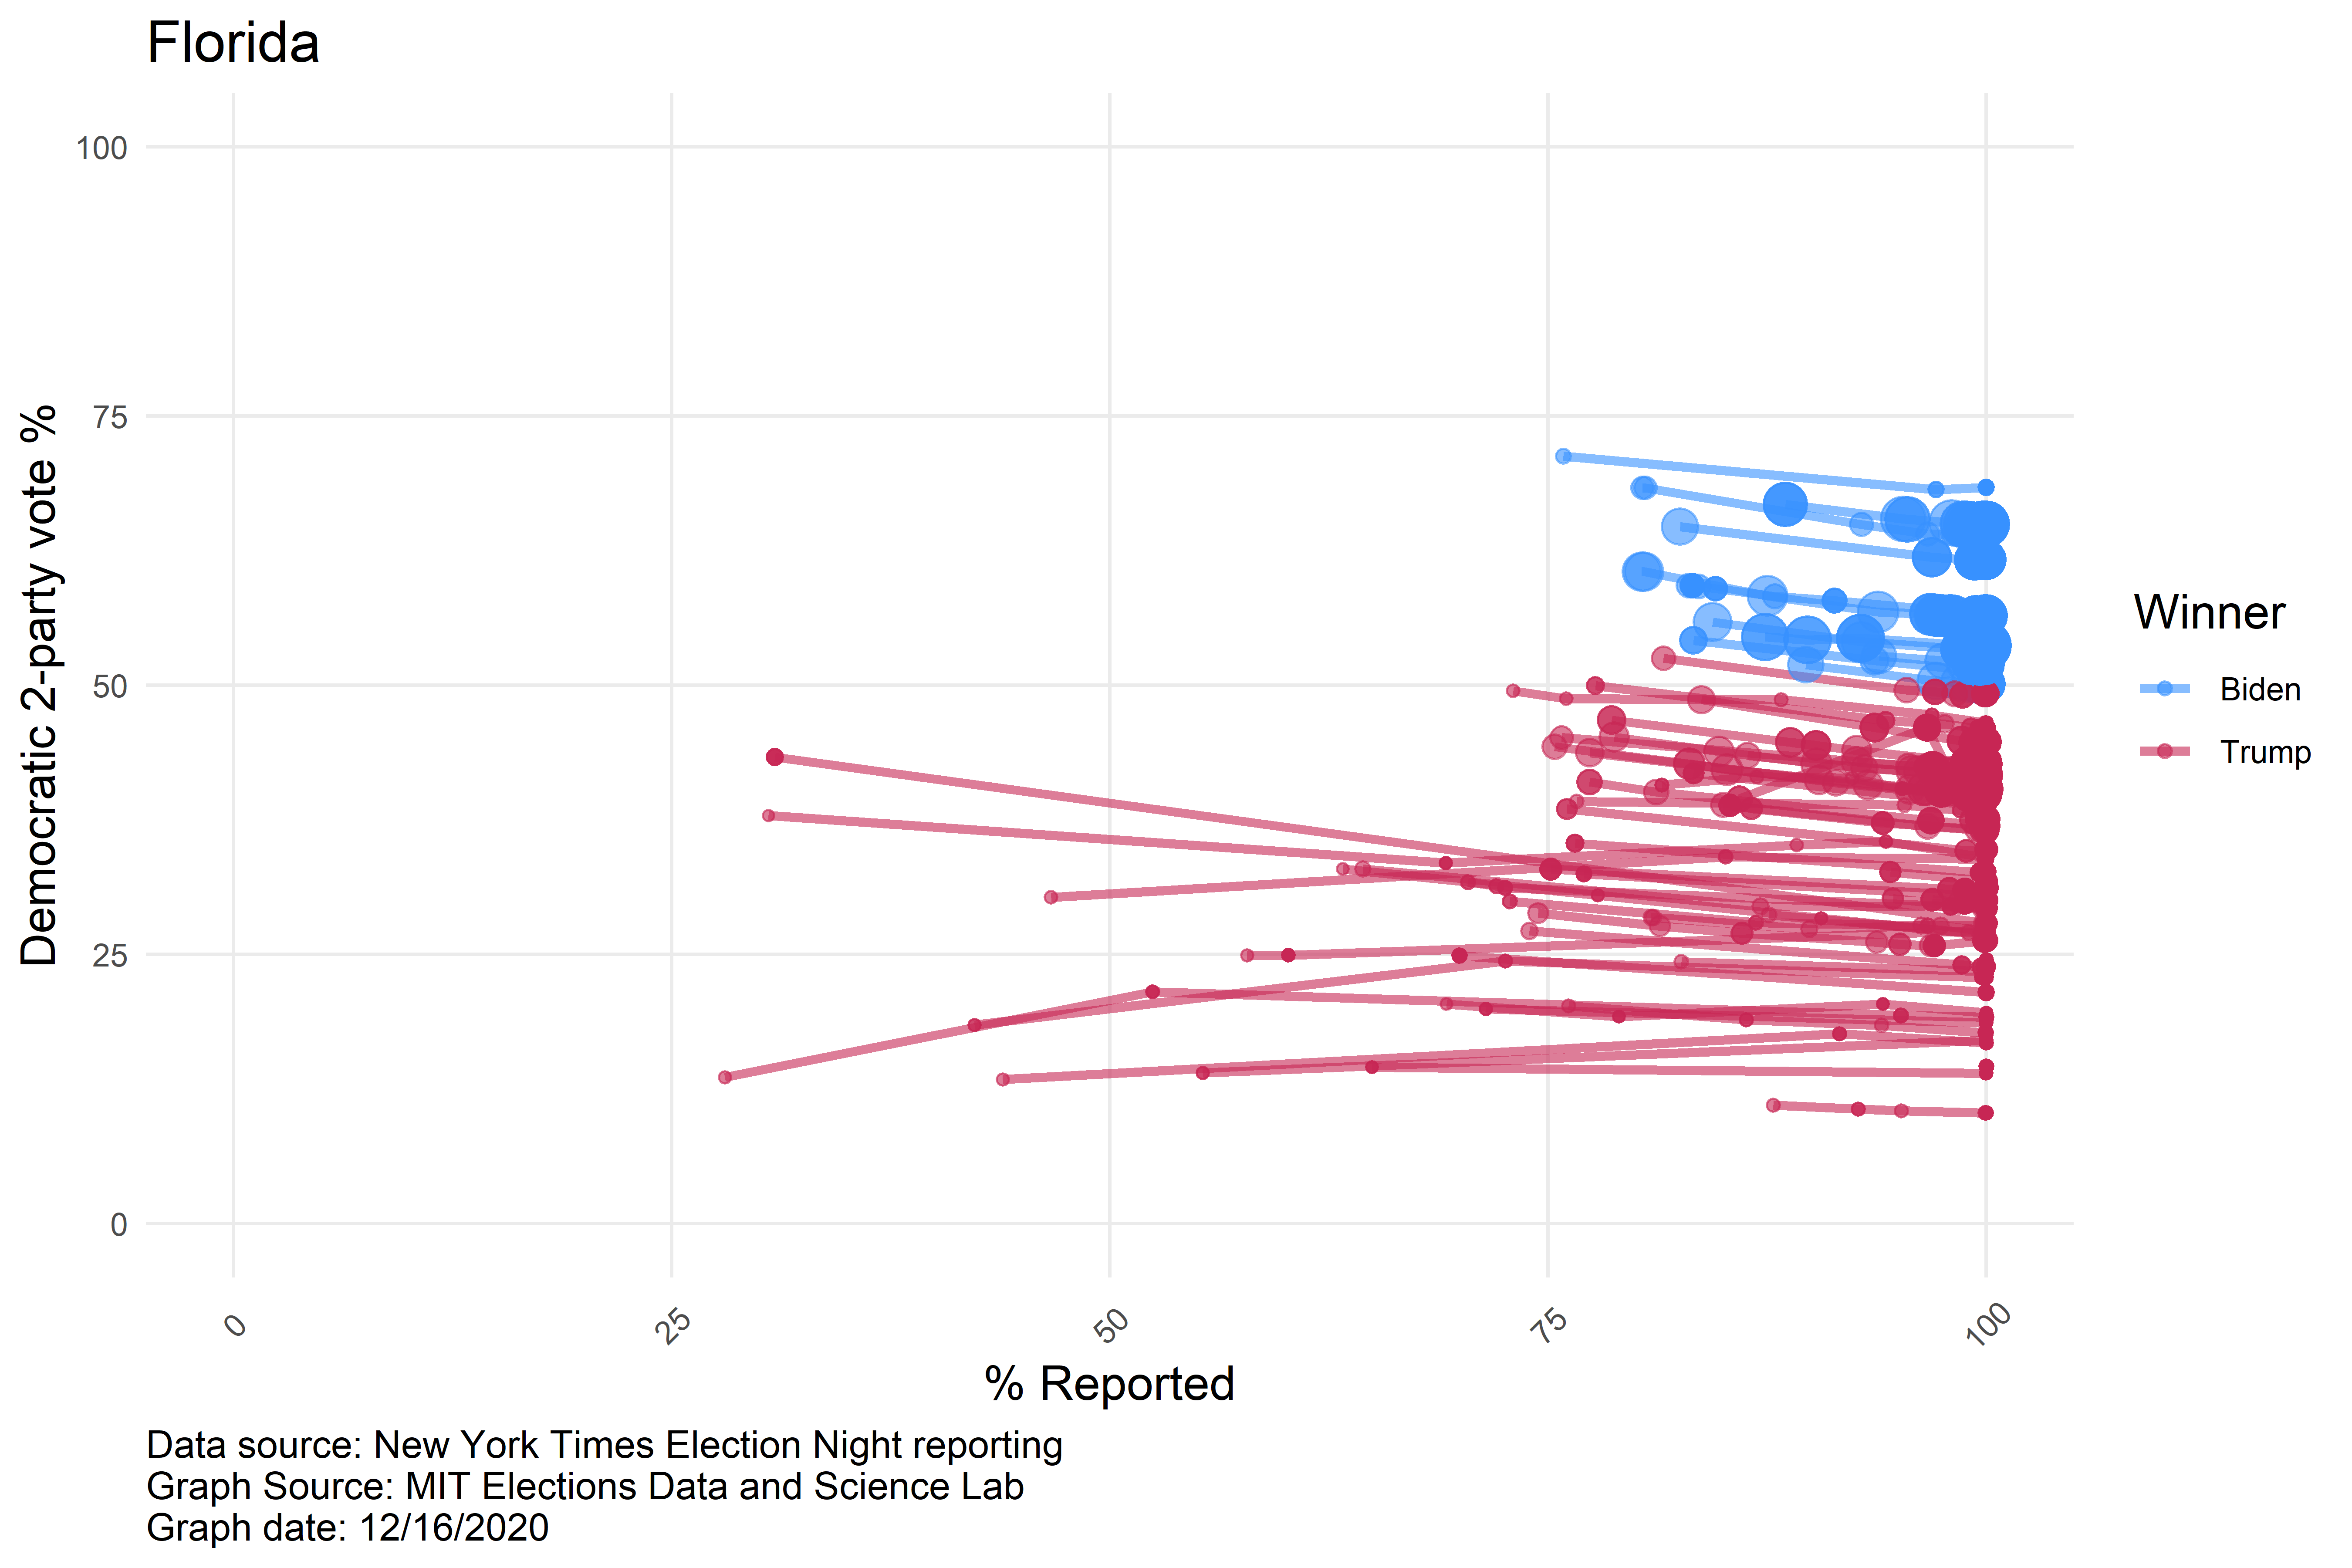 Florida
Democratic 2-party vote %
100
75
50
25
0
0
25
50
75
100
% Reported
Winner
Biden
Trump
Data source: New York Times Election Night reporting
Graph Source: MIT Elections Data and Science Lab
Graph date: 12/16/2020